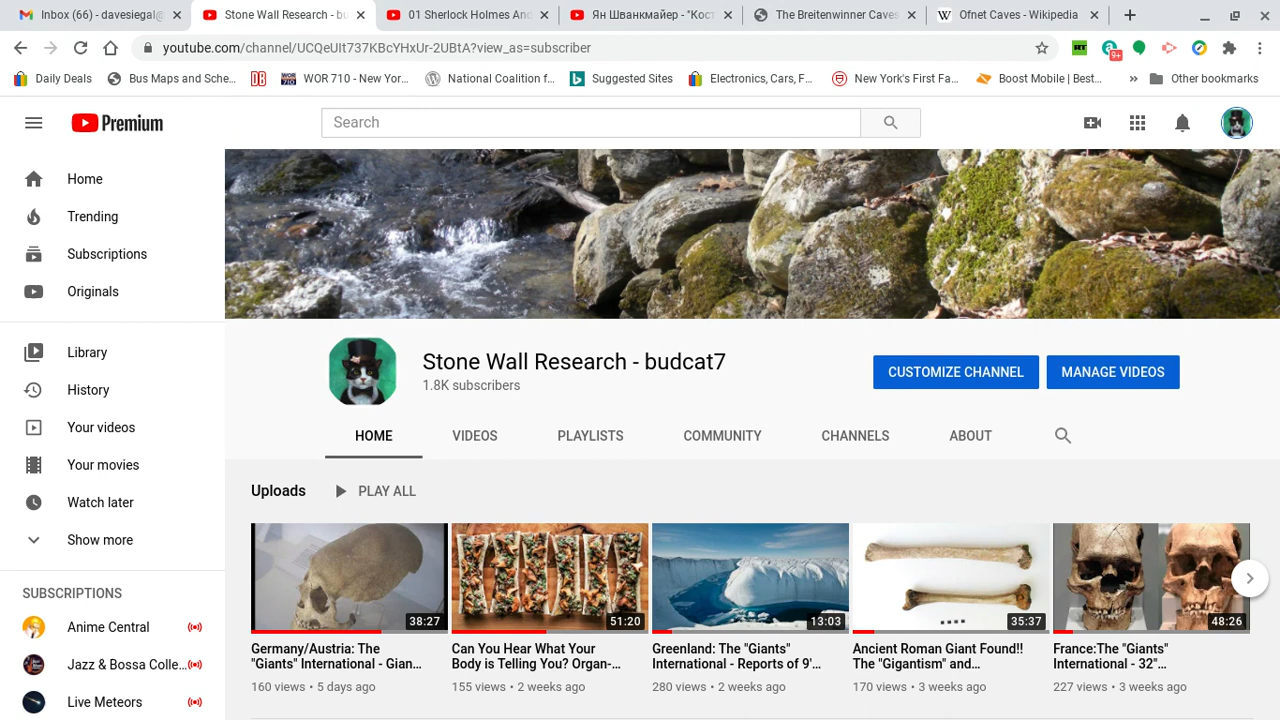 Inbox (66) - davesiegal@
Stone Wall Research - bu
01 Sherlock Holmes And
Ян Шванкмайер - "Кост
The Breitenwinner Caves
Ofnet Caves - Wikipedia
youtube.com/channel/UCQeUIt737KBcYHxUr-2UBtA?view_as=subscriber
RT
9+
Daily Deals
Bus Maps and Sche...
DB
WOR 710 - New Yor...
National Coalition f...
Suggested Sites
Electronics, Cars, F...
New York's First Fa...
Boost Mobile | Best...
»
Other bookmarks
Premium
Search
Home
Trending
Subscriptions
Originals
Library
History
Your videos
Your movies
Watch later
Show more
SUBSCRIPTIONS
Anime Central
Jazz & Bossa Colle...
Live Meteors
Stone Wall Research - budcat7
1.8K subscribers
CUSTOMIZE CHANNEL
MANAGE VIDEOS
HOME
VIDEOS
PLAYLISTS
COMMUNITY
CHANNELS
ABOUT
Uploads
PLAY ALL
38:27
Germany/Austria: The
"Giants" International - Gian...
160 views • 5 days ago
51:20
Can You Hear What Your
Body is Telling You? Organ-...
155 views • 2 weeks ago
13:03
Greenland: The "Giants"
International - Reports of 9'...
280 views • 2 weeks ago
35:37
Ancient Roman Giant Found!!
The "Gigantism" and...
170 views • 3 weeks ago
48:26
France:The "Giants"
International - 32"...
227 views • 3 weeks ago